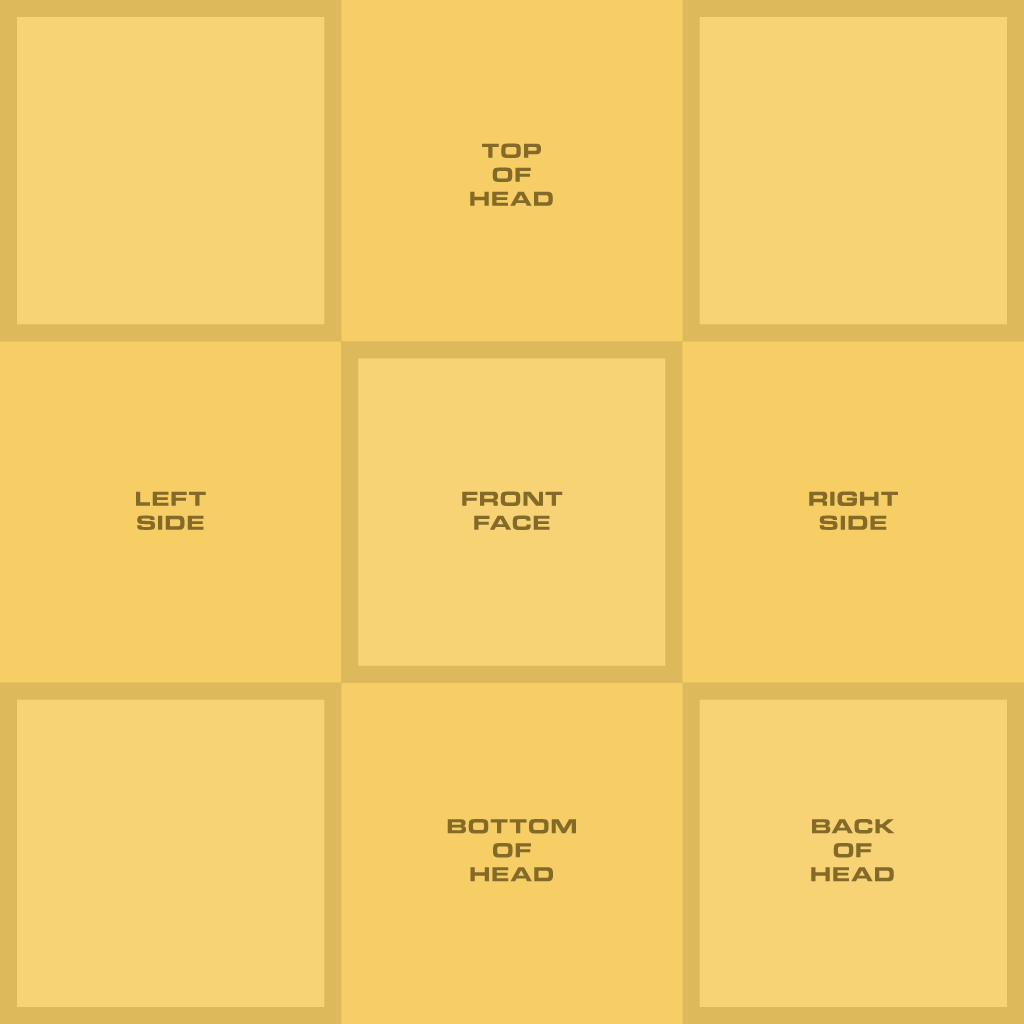 TOP
OF
HEAD
LEFT
SIDE
FRONT
FACE
RIGHT
SIDE
BOTTOM
OF
HEAD
BACK
OF
HEAD